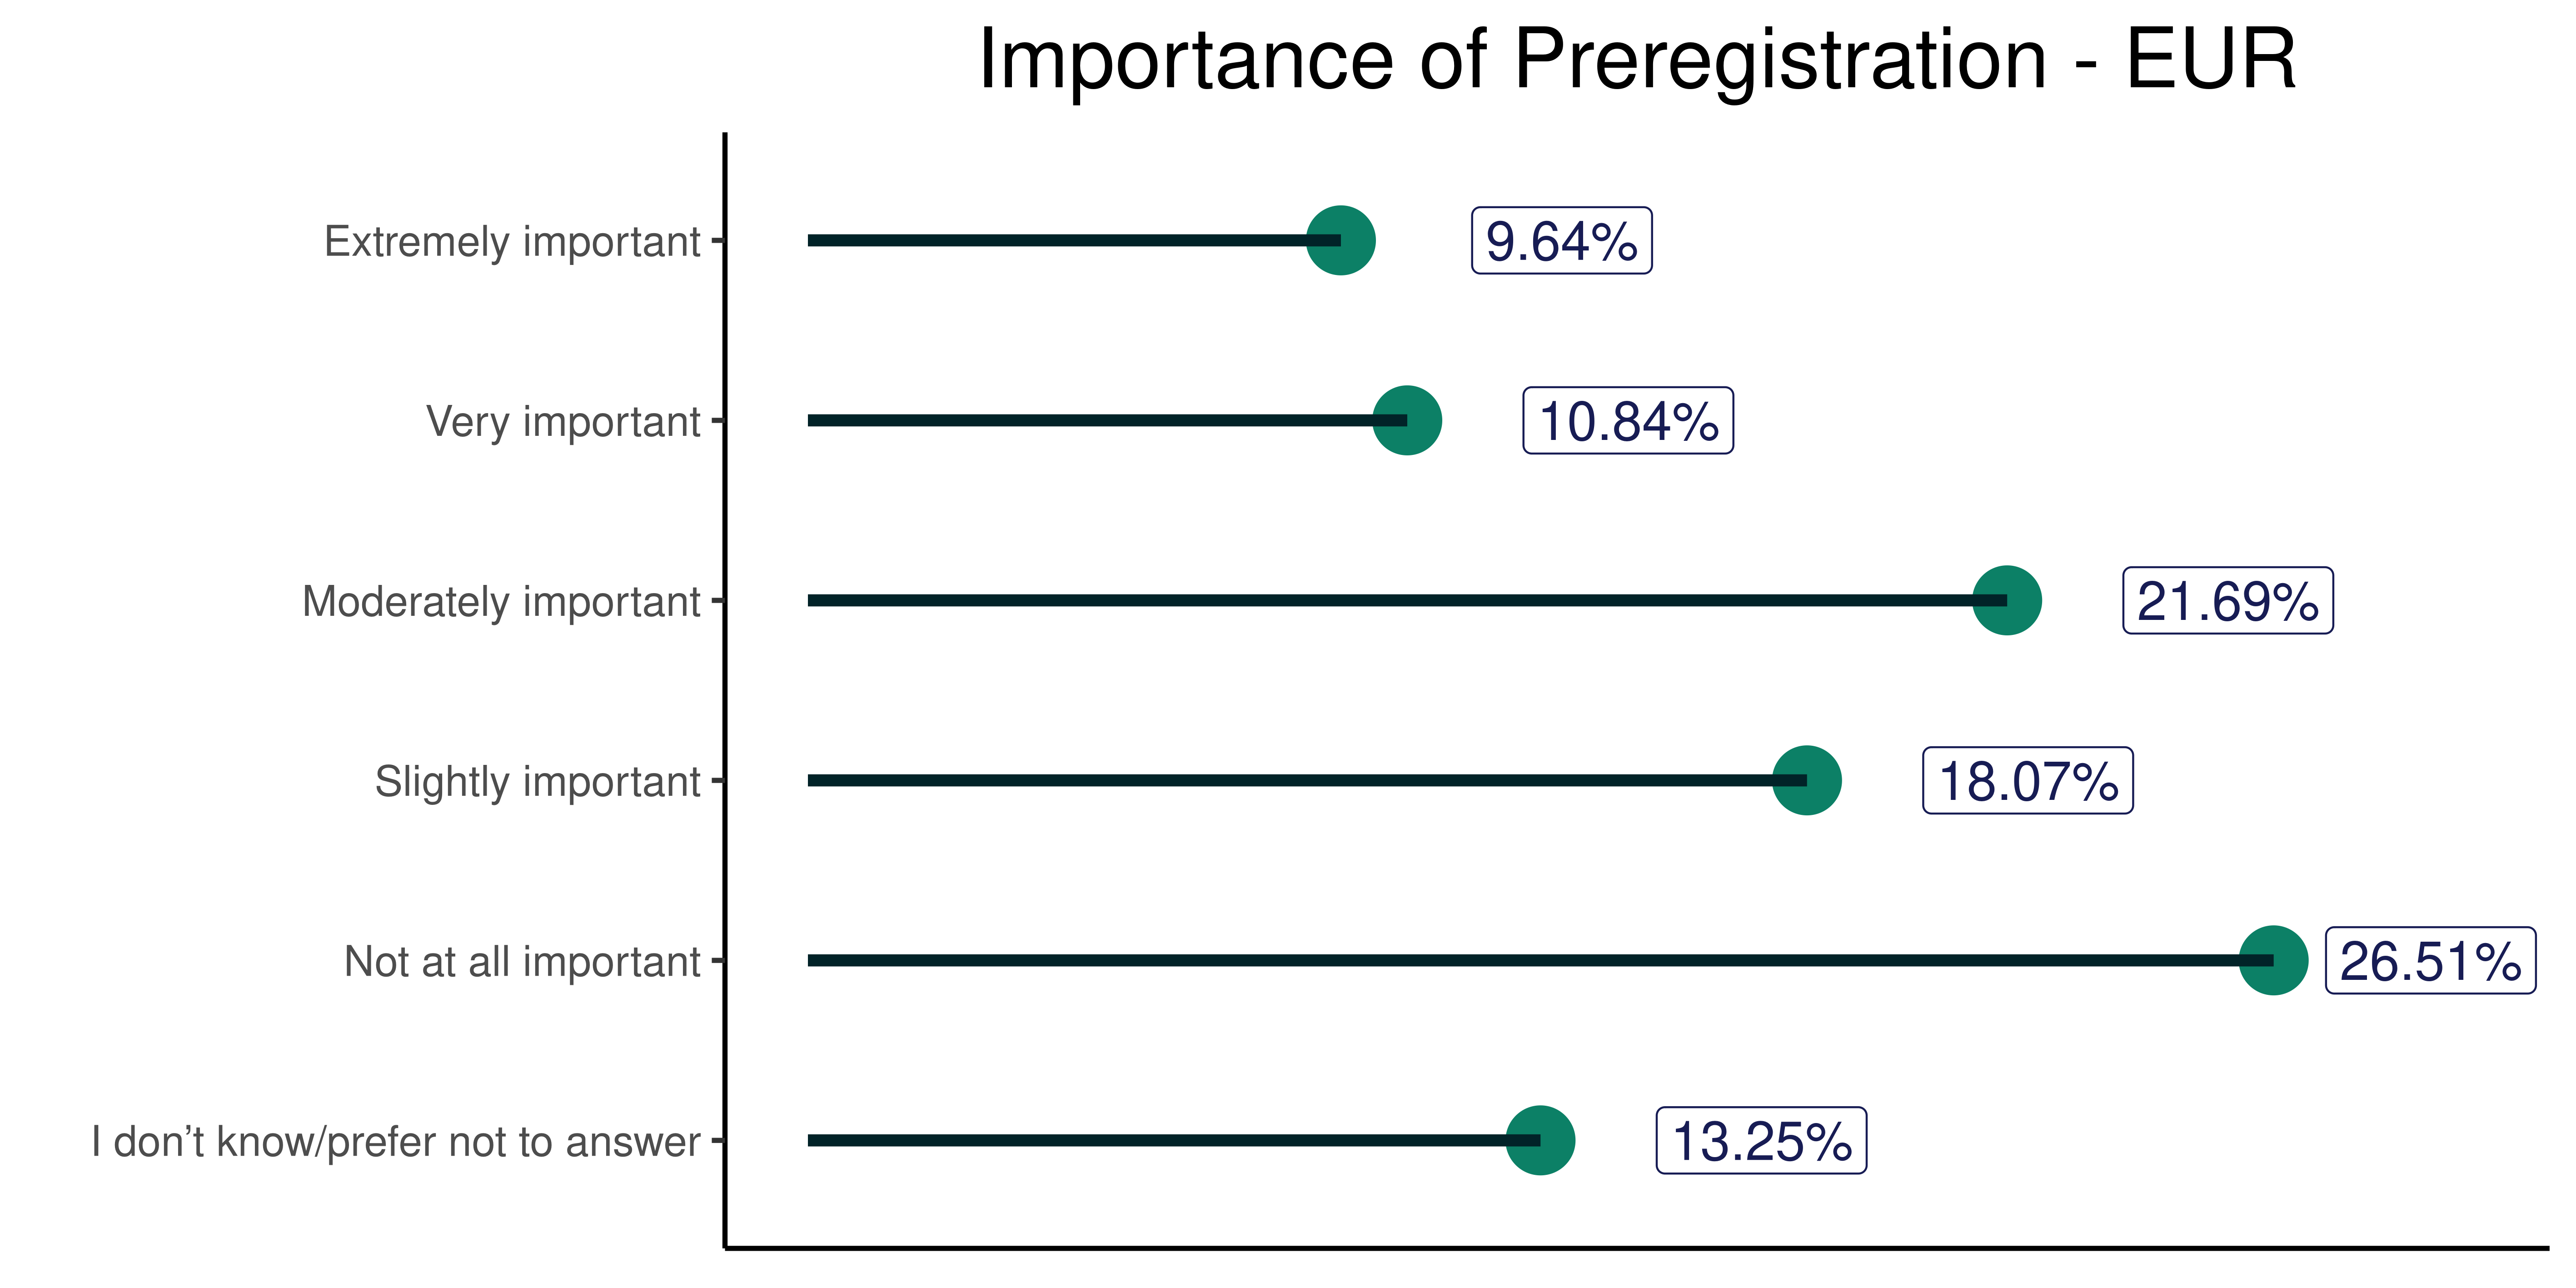 Importance of Preregistration - EUR
Extremely important
9.64%
Very important
10.84%
Moderately important
21.69%
Slightly important
18.07%
Not at all important
26.51%
I don’t know/prefer not to answer
13.25%